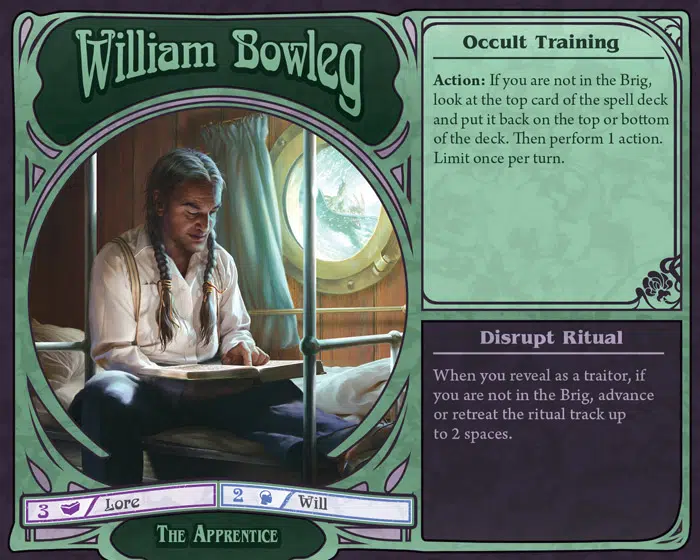 William Bowleg
3 Lore
2 Will
The Apprentice
Occult Training
Action: If you are not in the Brig,
look at the top card of the spell deck
and put it back on the top or bottom
of the deck. Then perform 1 action.
Limit once per turn.
Disrupt Ritual
When you reveal as a traitor, if
you are not in the Brig, advance
or retreat the ritual track up
to 2 spaces.